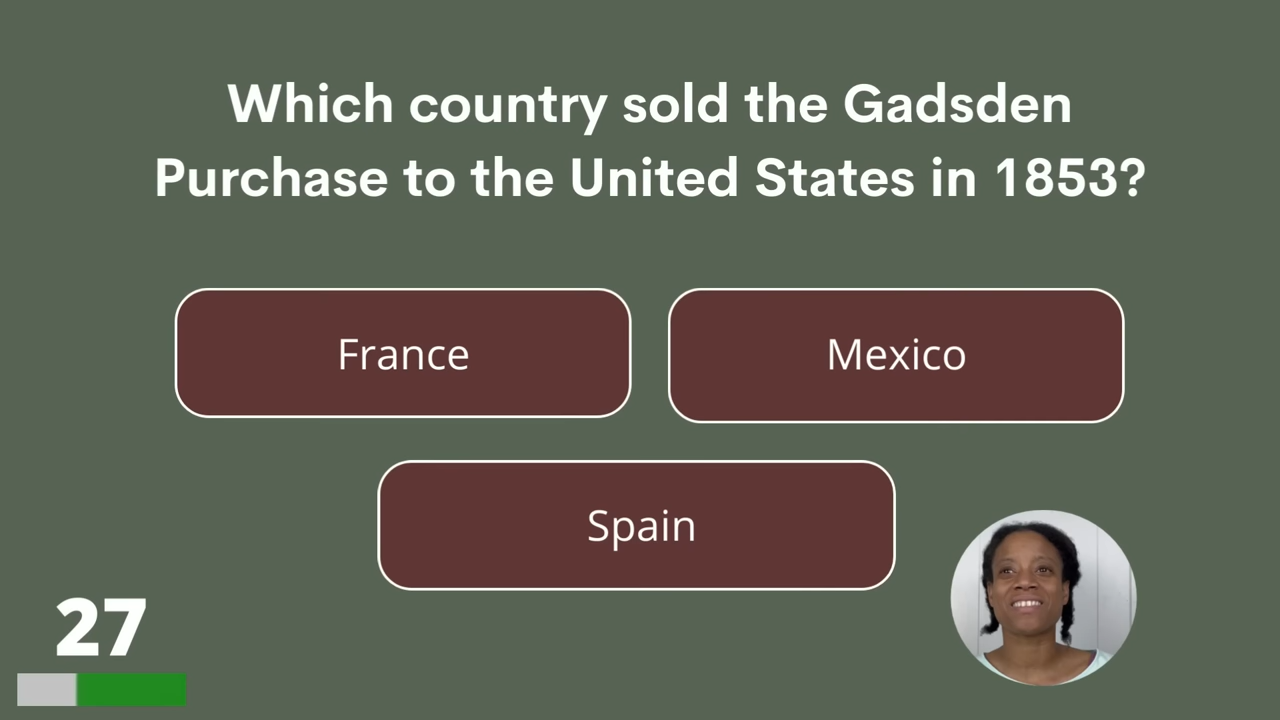 Which country sold the Gadsden
Purchase to the United States in 1853?
France
Mexico
Spain
27